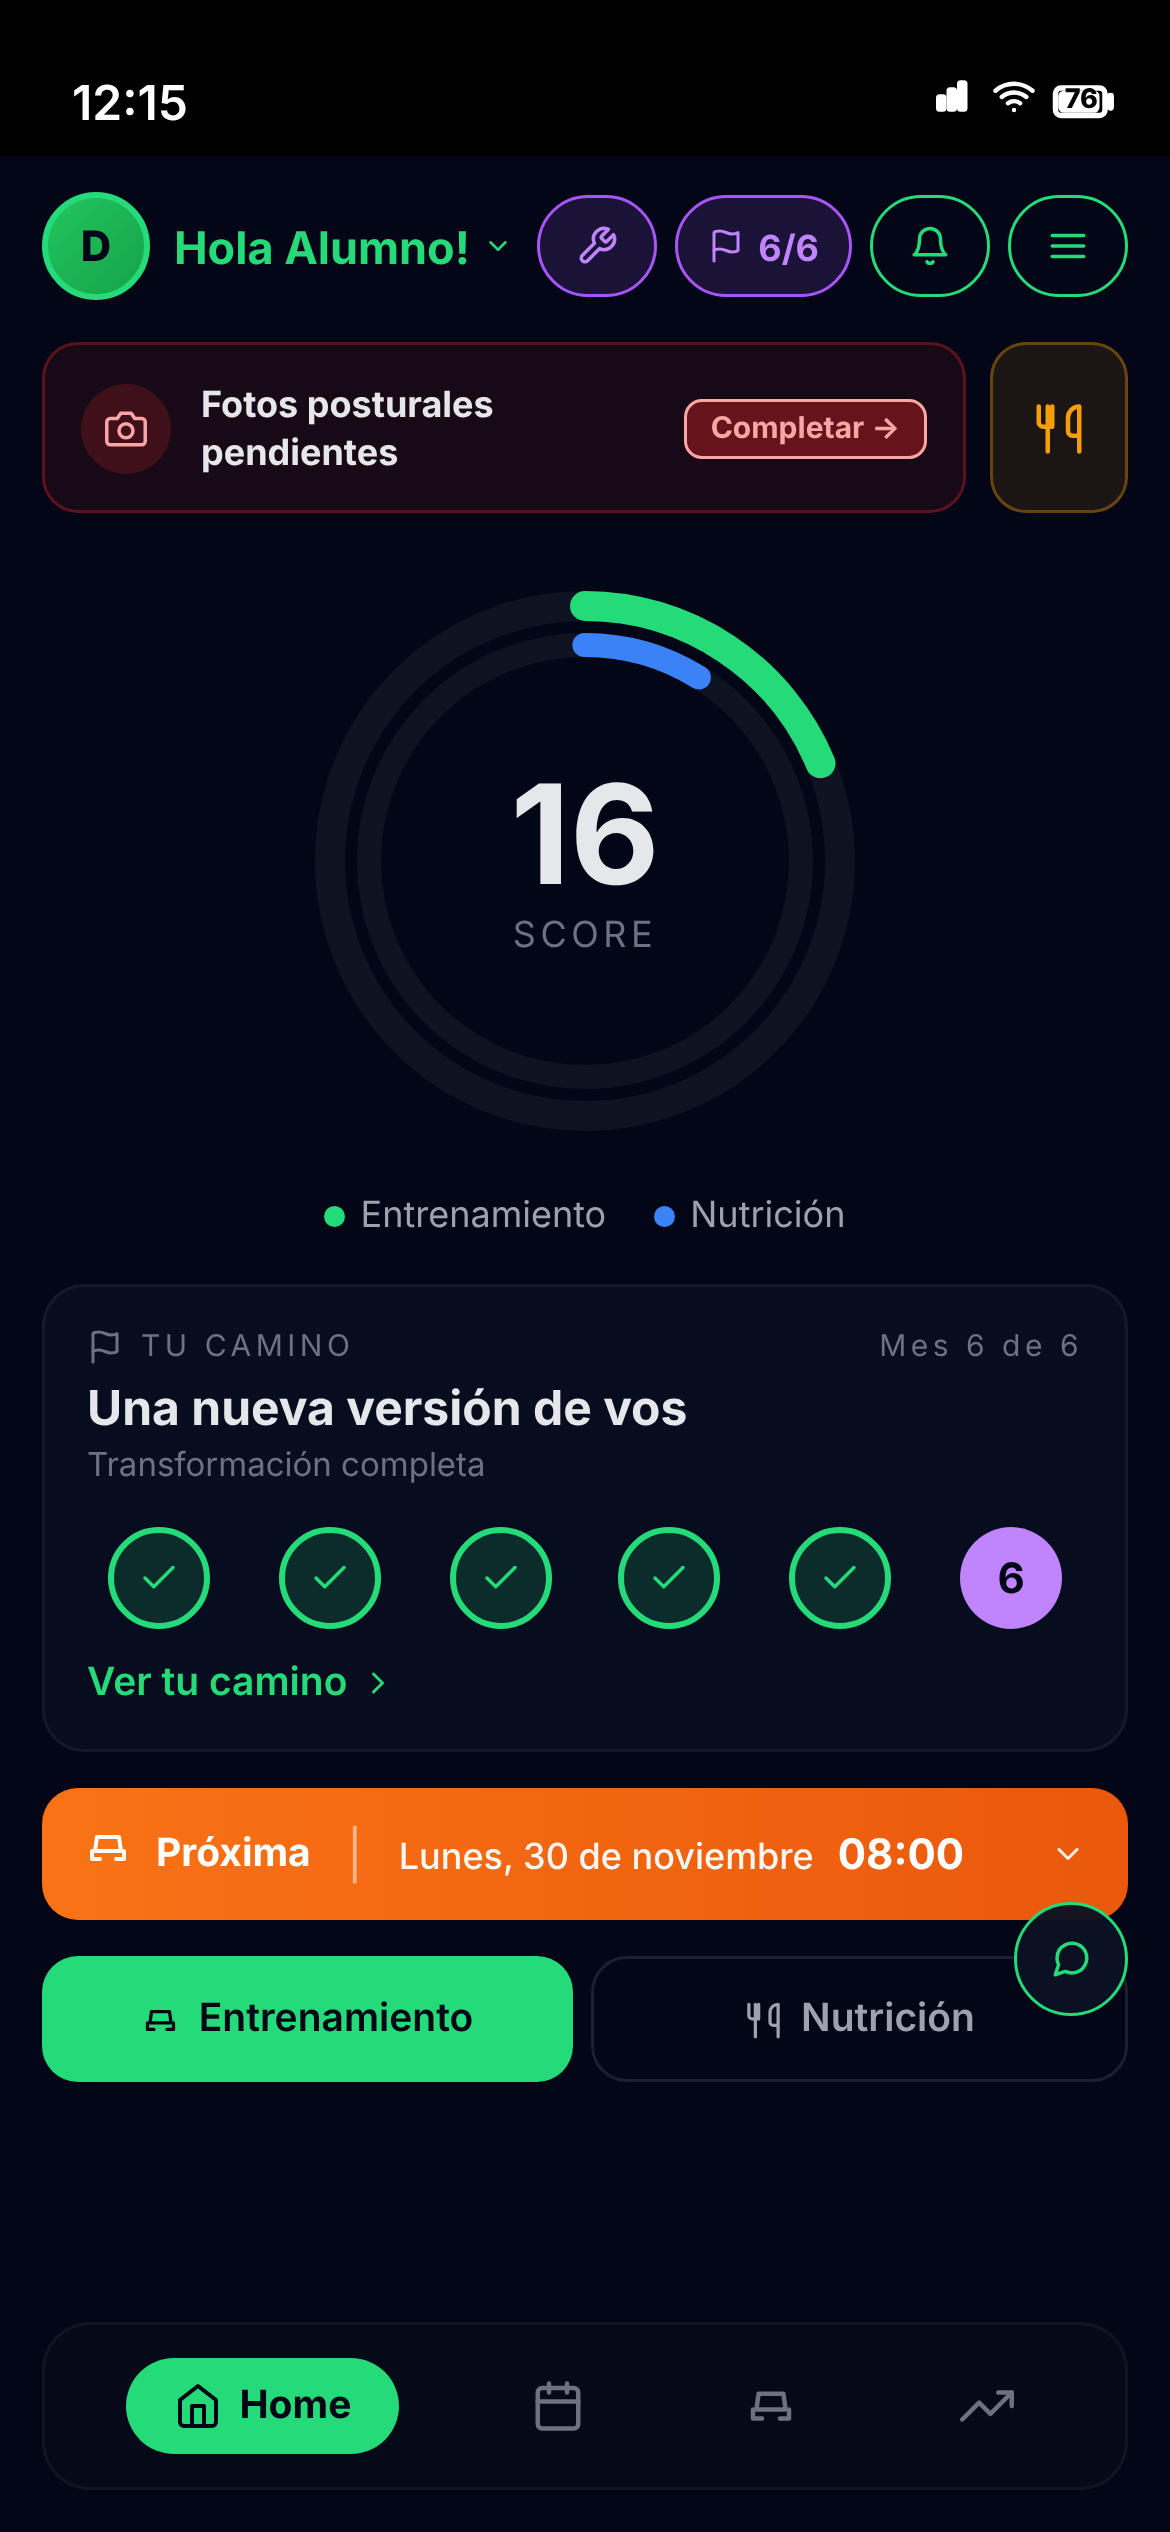 12:15
76
D
Hola Alumno!
6/6
Fotos posturales
pendientes
Completar →
16
SCORE
Entrenamiento
Nutrición
TU CAMINO
Mes 6 de 6
Una nueva versión de vos
Transformación completa
6
Ver tu camino
Próxima
Lunes, 30 de noviembre 08:00
Entrenamiento
Nutrición
Home